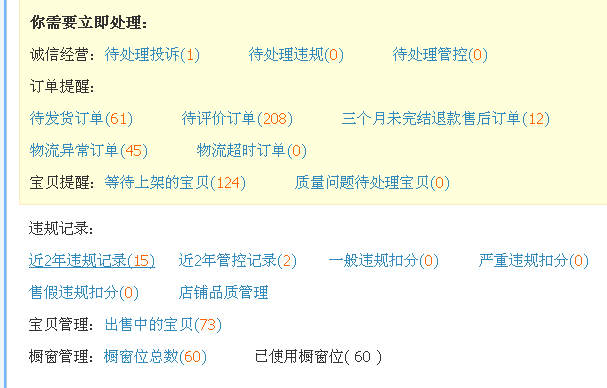 你需要立即处理：
诚信经营：待处理投诉(1) 待处理违规(0) 待处理管控(0)
订单提醒：
待发货订单(61) 待评价订单(208) 三个月未完结退款售后订单(12)
物流异常订单(45) 物流超时订单(0)
宝贝提醒：等待上架的宝贝(124) 质量问题待处理宝贝(0)
违规记录：
近2年违规记录(15) 近2年管控记录(2) 一般违规扣分(0) 严重违规扣分(0)
售假违规扣分(0) 店铺品质管理
宝贝管理：出售中的宝贝(73)
橱窗管理：橱窗位总数(60) 已使用橱窗位( 60 )